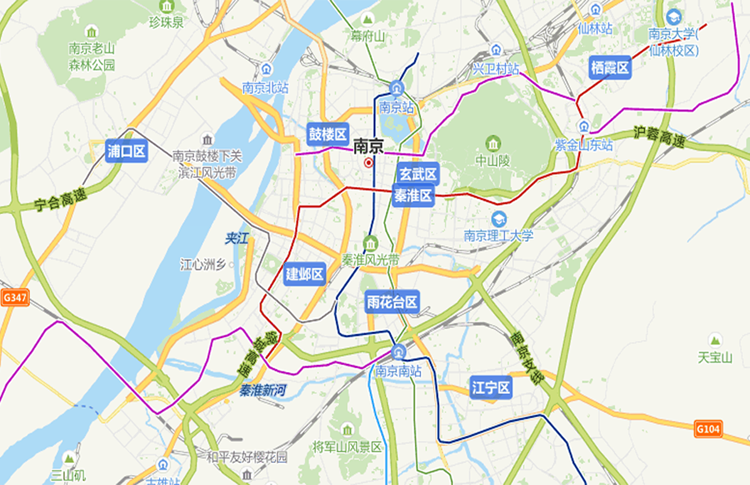 珍珠泉
幕府山
仙林站
南京大学(
仙林校区)
南京老山
森林公园
兴卫村站
栖霞区
南京北站
南京站
鼓楼区
沪蓉高速
紫金山东站
浦口区
南京鼓楼下关
滨江风光带
南京
中山陵
玄武区
秦淮区
宁合高速
夹江
南京理工大学
江心洲乡
秦淮风光带
建邺区
G347
雨花台区
南京支线
天宝山
南京南站
秦淮新河
江宁区
G104
将军山风景区
和平友好樱花园
三山矶
古雄站